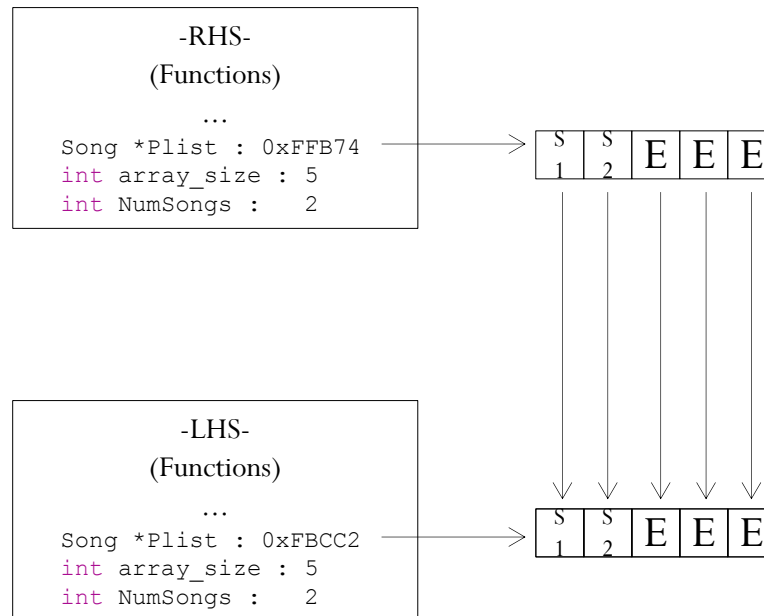 -RHS-
(Functions)
...
Song *Plist : 0xFFB74
int array_size : 5
int NumSongs :   2
S S E E E
1 2
-LHS-
(Functions)
...
Song *Plist : 0xFBCC2
int array_size : 5
int NumSongs :   2
S S E E E
1 2